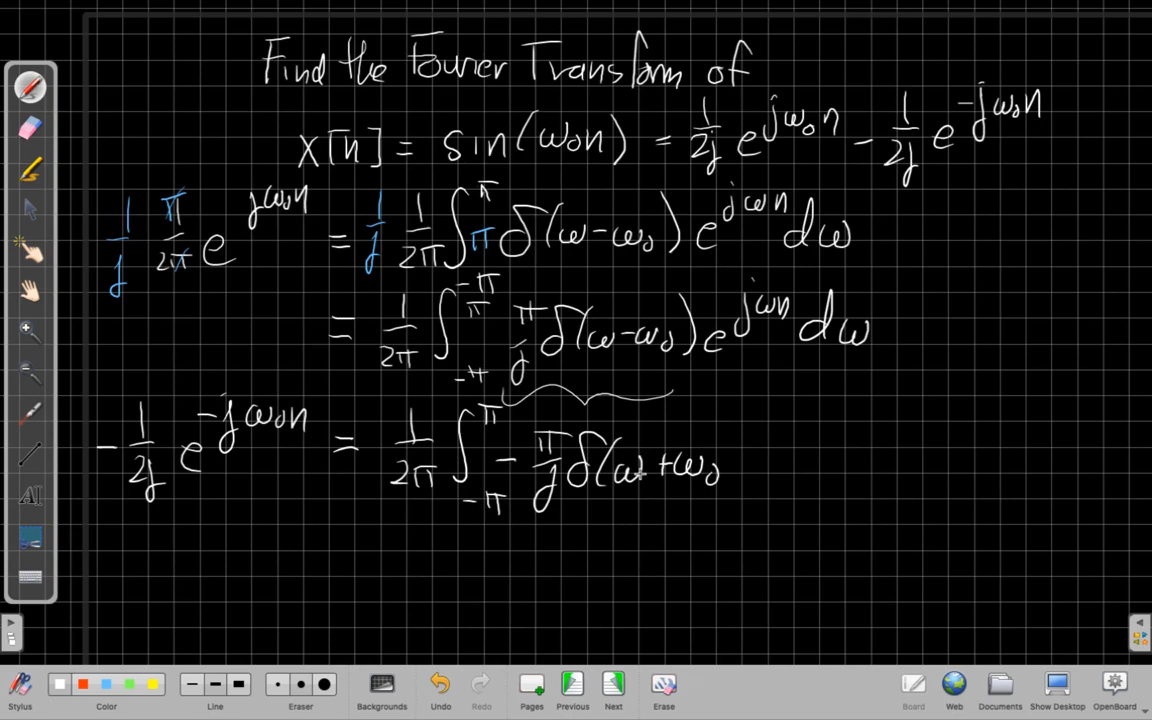 Find the Fourier Transform of
x[n] = sin(ω₀n) = 1/2j e^{jω₀n} - 1/2j e^{-jω₀n}
1/j π/2π e^{jω₀n} = 1/j 1/2π ∫_{-π}^{π} π δ(ω-ω₀) e^{jωn} dω
= 1/2π ∫_{-π}^{π} π/j δ(ω-ω₀) e^{jωn} dω
- 1/2j e^{-jω₀n} = 1/2π ∫_{-π}^{π} - π/j δ(ω+ω₀
Stylus Color Line Eraser Backgrounds Undo Redo Pages Previous Next Erase Board Web Documents Show Desktop OpenBoard